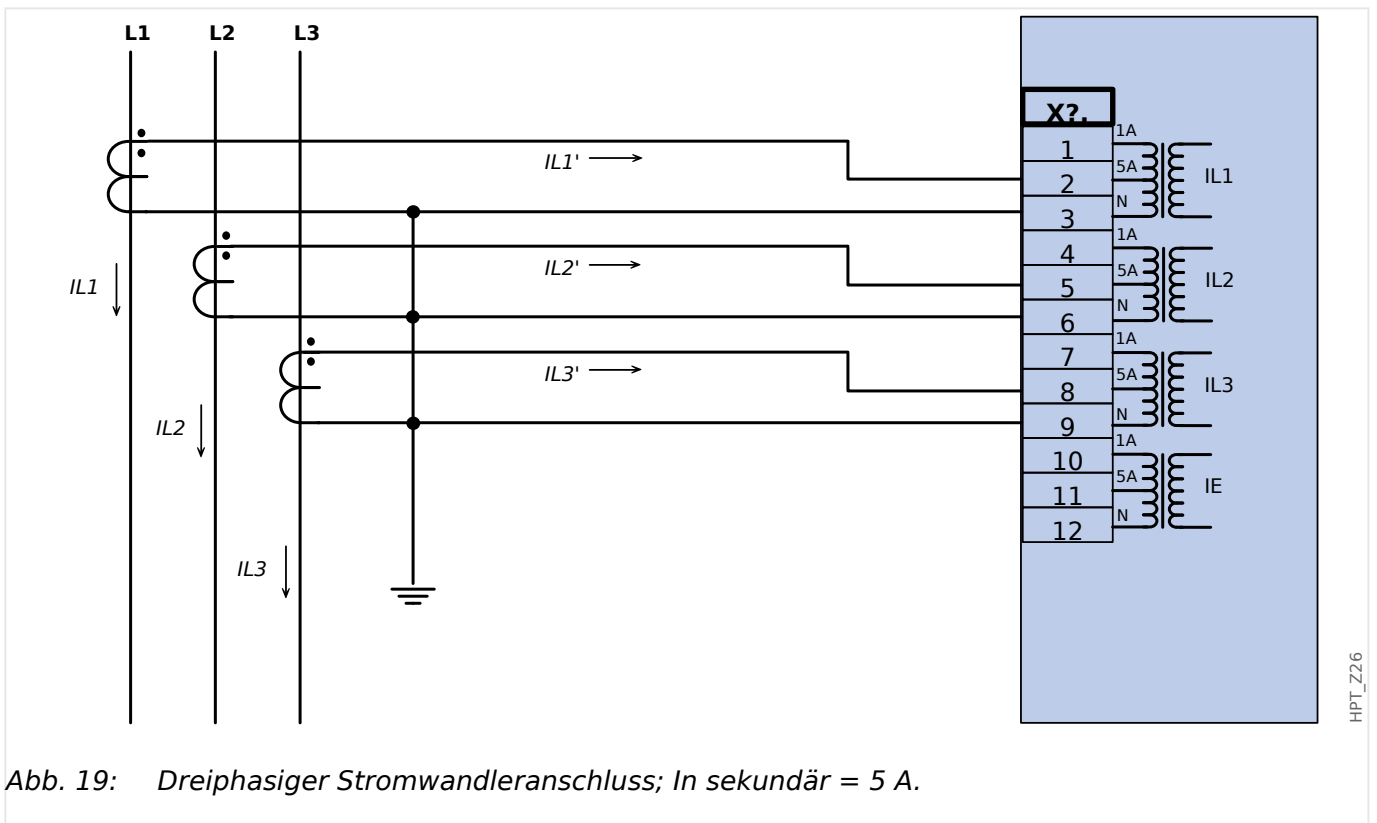 L1 L2 L3
X?.
1A
1
IL1'
5A
IL1
2
N
3
1A
4
IL2'
5A
IL2
IL1
5
N
6
1A
7
IL3'
5A
IL3
8
N
9
IL2
1A
10
5A
IE
11
N
12
IL3
HPT_Z26
Abb. 19: Dreiphasiger Stromwandleranschluss; In sekundär = 5 A.